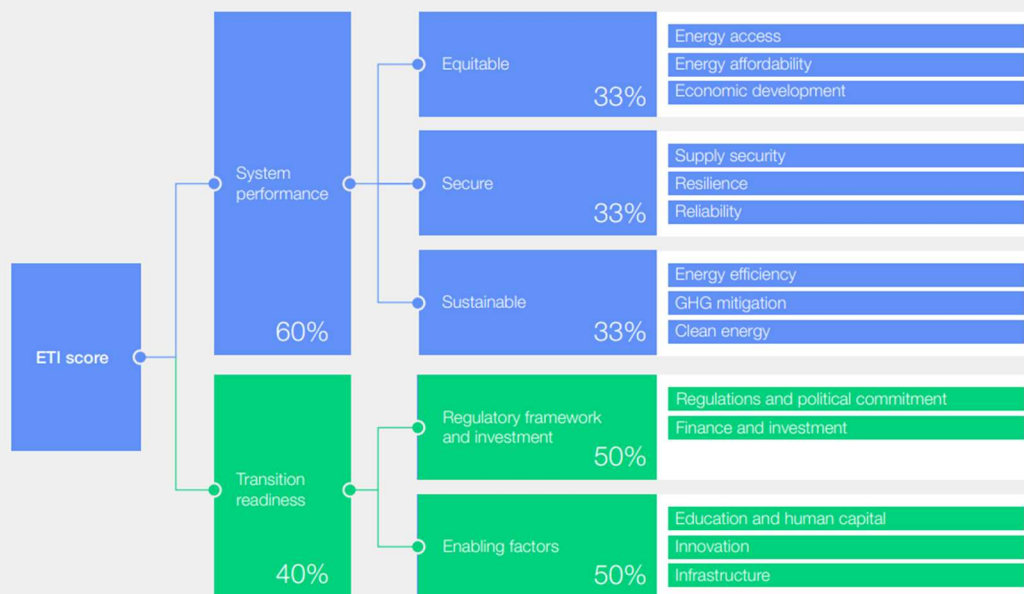 ETI score
System
performance
60%
Equitable
33%
Energy access
Energy affordability
Economic development
Secure
33%
Supply security
Resilience
Reliability
Sustainable
33%
Energy efficiency
GHG mitigation
Clean energy
Transition
readiness
40%
Regulatory framework
and investment
50%
Regulations and political commitment
Finance and investment
Enabling factors
50%
Education and human capital
Innovation
Infrastructure